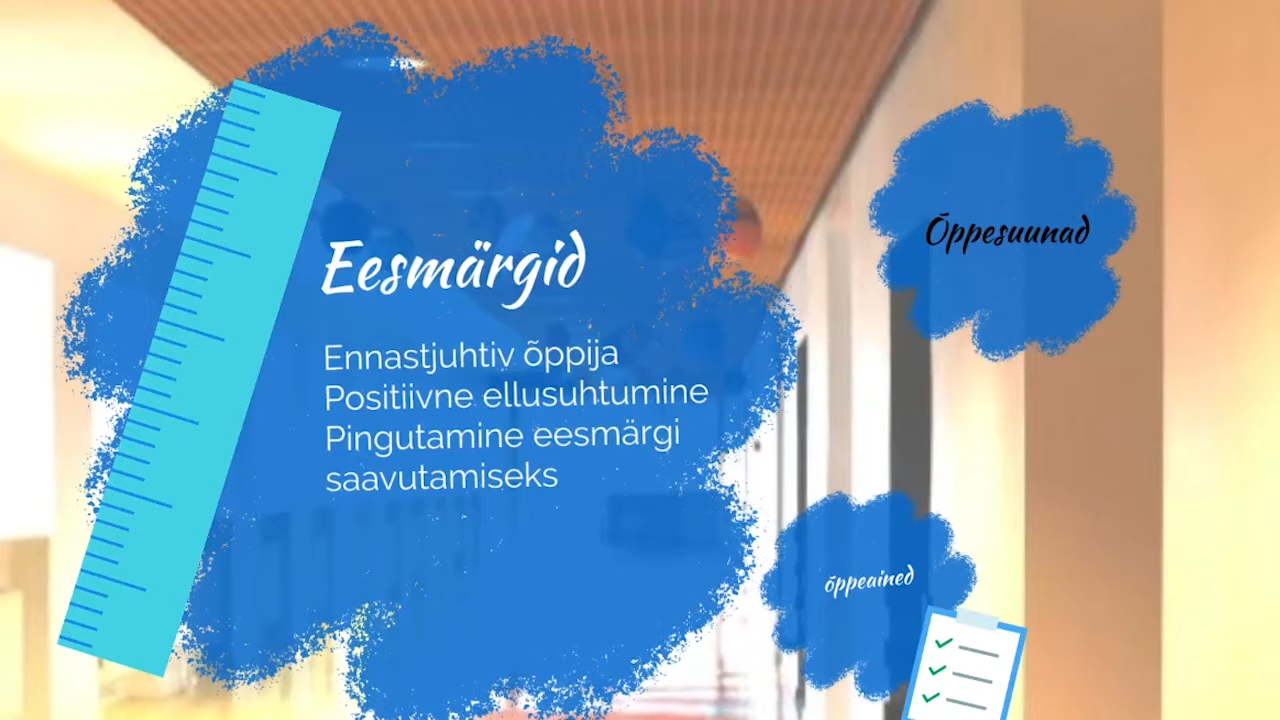 Eesmärgid
Ennastjuhtiv õppija
Positiivne ellusuhtumine
Pingutamine eesmärgi
saavutamiseks
Õppesuunad
õppeained